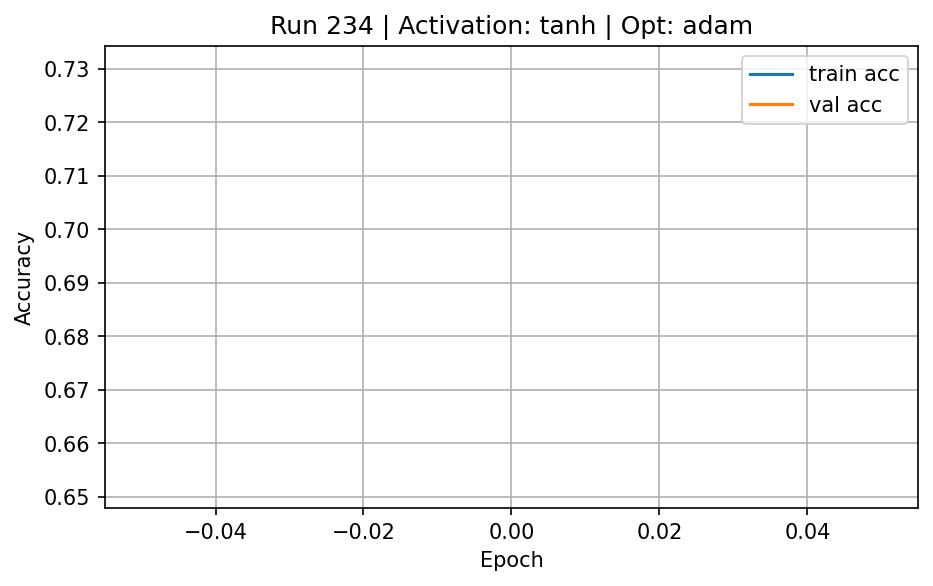 Run 234 | Activation: tanh | Opt: adam
train acc
val acc
Accuracy
0.73
0.72
0.71
0.70
0.69
0.68
0.67
0.66
0.65
−0.04
−0.02
0.00
0.02
0.04
Epoch